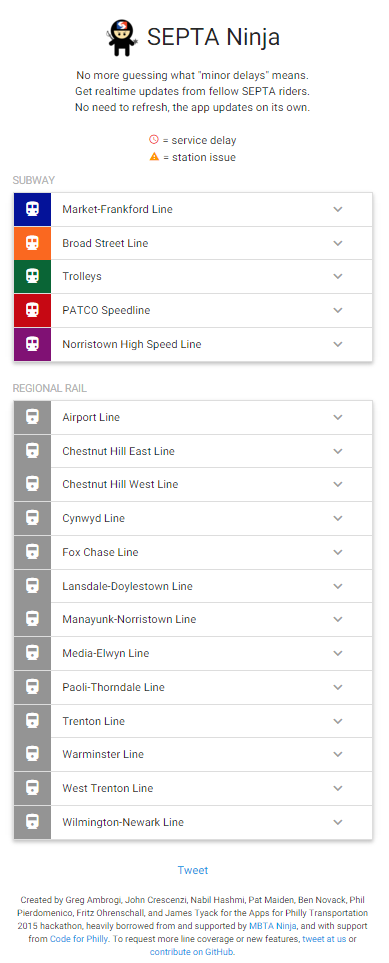 SEPTA Ninja
No more guessing what "minor delays" means.
Get realtime updates from fellow SEPTA riders.
No need to refresh, the app updates on its own.
= service delay
= station issue
SUBWAY
Market-Frankford Line
Broad Street Line
Trolleys
PATCO Speedline
Norristown High Speed Line
REGIONAL RAIL
Airport Line
Chestnut Hill East Line
Chestnut Hill West Line
Cynwyd Line
Fox Chase Line
Lansdale-Doylestown Line
Manayunk-Norristown Line
Media-Elwyn Line
Paoli-Thorndale Line
Trenton Line
Warminster Line
West Trenton Line
Wilmington-Newark Line
Tweet
Created by Greg Ambrogi, John Crescenzi, Nabil Hashmi, Pat Maiden, Ben Novack, Phil
Pierdomenico, Fritz Ohrenschall, and James Tyack for the Apps for Philly Transportation
2015 hackathon, heavily borrowed from and supported by MBTA Ninja, and with support
from Code for Philly. To request more line coverage or new features, tweet at us or
contribute on GitHub.